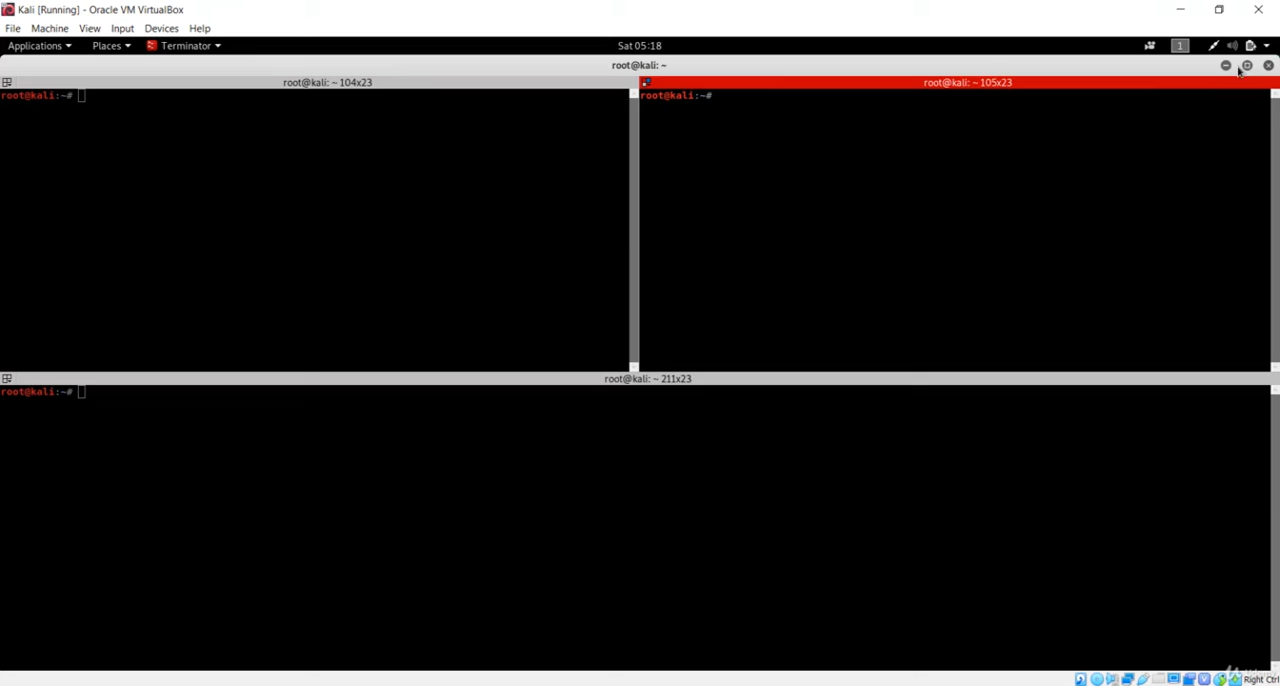 Kali [Running] - Oracle VM VirtualBox
File Machine View Input Devices Help
Applications Places Terminator Sat 05:18 1
root@kali: ~
root@kali: ~ 104x23
root@kali: ~ 105x23
root@kali:~#
root@kali:~#
root@kali: ~ 211x23
root@kali:~#
Right Ctrl